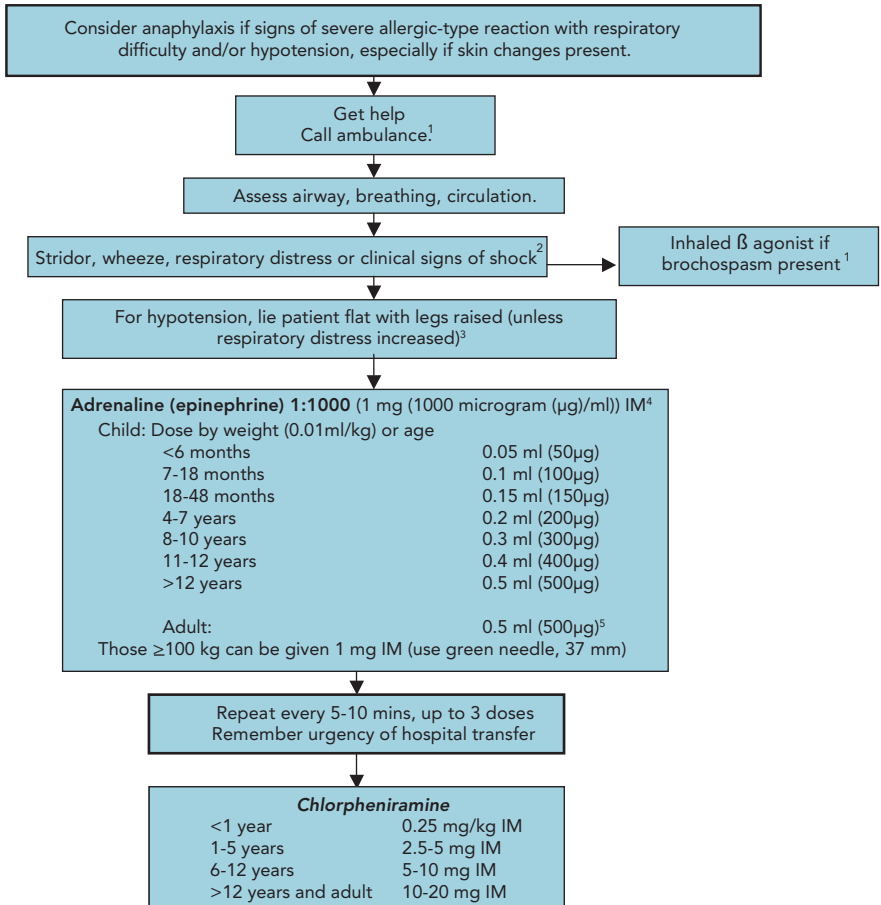 Consider anaphylaxis if signs of severe allergic-type reaction with respiratory
difficulty and/or hypotension, especially if skin changes present.
Get help
Call ambulance.1
Assess airway, breathing, circulation.
Stridor, wheeze, respiratory distress or clinical signs of shock2
Inhaled ß agonist if
brochospasm present 1
For hypotension, lie patient flat with legs raised (unless
respiratory distress increased)3
Adrenaline (epinephrine) 1:1000 (1 mg (1000 microgram (µg)/ml)) IM4
Child: Dose by weight (0.01ml/kg) or age
<6 months 0.05 ml (50µg)
7-18 months 0.1 ml (100µg)
18-48 months 0.15 ml (150µg)
4-7 years 0.2 ml (200µg)
8-10 years 0.3 ml (300µg)
11-12 years 0.4 ml (400µg)
>12 years 0.5 ml (500µg)
Adult: 0.5 ml (500µg)5
Those ≥100 kg can be given 1 mg IM (use green needle, 37 mm)
Repeat every 5-10 mins, up to 3 doses
Remember urgency of hospital transfer
Chlorpheniramine
<1 year 0.25 mg/kg IM
1-5 years 2.5-5 mg IM
6-12 years 5-10 mg IM
>12 years and adult 10-20 mg IM